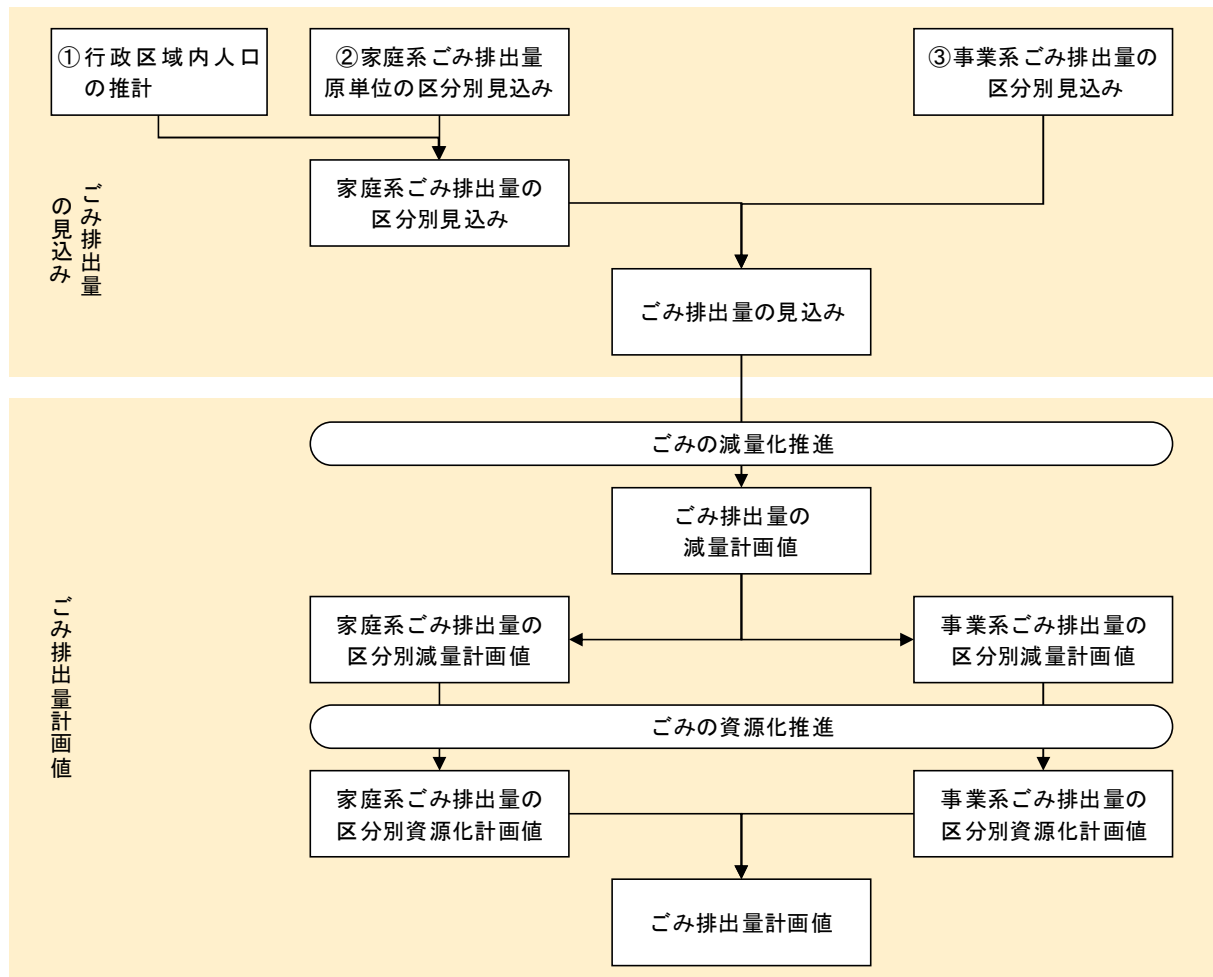 ①行政区域内人口
の推計
②家庭系ごみ排出量
原単位の区分別見込み
③事業系ごみ排出量の
区分別見込み
家庭系ごみ排出量の
区分別見込み
ごみ排出量
の見込み
ごみ排出量の見込み
ごみの減量化推進
ごみ排出量の
減量計画値
家庭系ごみ排出量の
区分別減量計画値
事業系ごみ排出量の
区分別減量計画値
ごみ排出量計画値
ごみの資源化推進
家庭系ごみ排出量の
区分別資源化計画値
事業系ごみ排出量の
区分別資源化計画値
ごみ排出量計画値